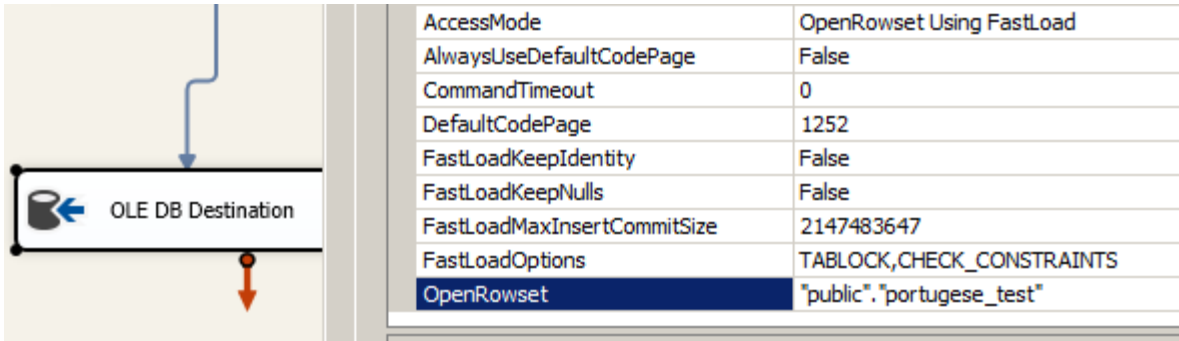 OLE DB Destination
AccessMode OpenRowset Using FastLoad
AlwaysUseDefaultCodePage False
CommandTimeout 0
DefaultCodePage 1252
FastLoadKeepIdentity False
FastLoadKeepNulls False
FastLoadMaxInsertCommitSize 2147483647
FastLoadOptions TABLOCK,CHECK_CONSTRAINTS
OpenRowset "public"."portugese_test"